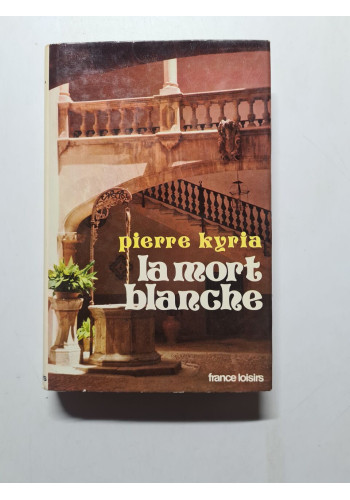 pierre kyria
la mort
blanche
france loisirs